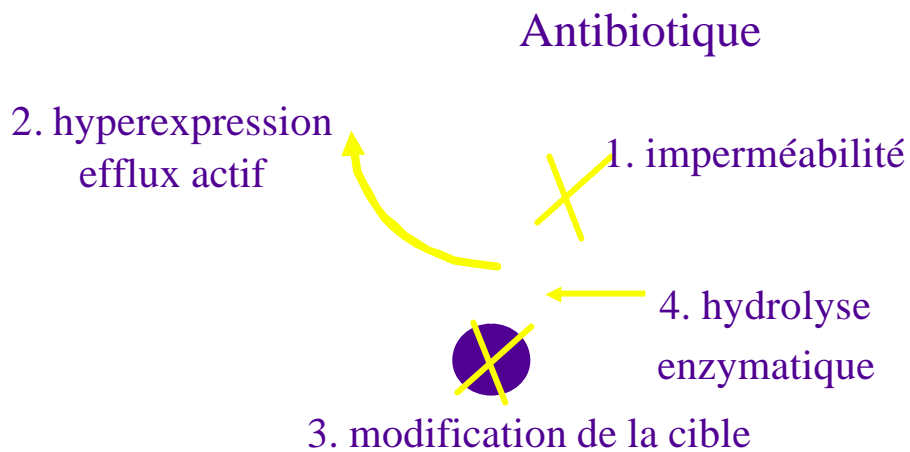 Antibiotique
2. hyperexpression
efflux actif
1. imperméabilité
4. hydrolyse
enzymatique
3. modification de la cible